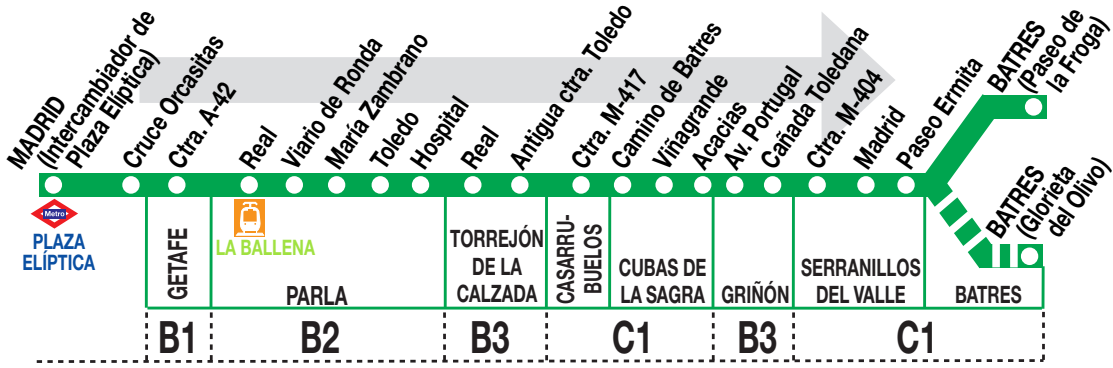 MADRID
(Intercambiador de
Plaza Elíptica)
Cruce Orcasitas
Ctra. A-42
Real
Viario de Ronda
María Zambrano
Toledo
Hospital
Real
Antigua ctra. Toledo
Ctra. M-417
Camino de Batres
Viñagrande
Acacias
Av. Portugal
Cañada Toledana
Ctra. M-404
Madrid
Paseo Ermita
BATRES
(Paseo de
la Froga)
BATRES
(Glorieta
del Olivo)
Metro
PLAZA
ELÍPTICA
LA BALLENA
GETAFE
PARLA
TORREJÓN
DE LA
CALZADA
CASARRU-
BUELOS
CUBAS DE
LA SAGRA
GRIÑÓN
SERRANILLOS
DEL VALLE
BATRES
B1
B2
B3
C1
B3
C1